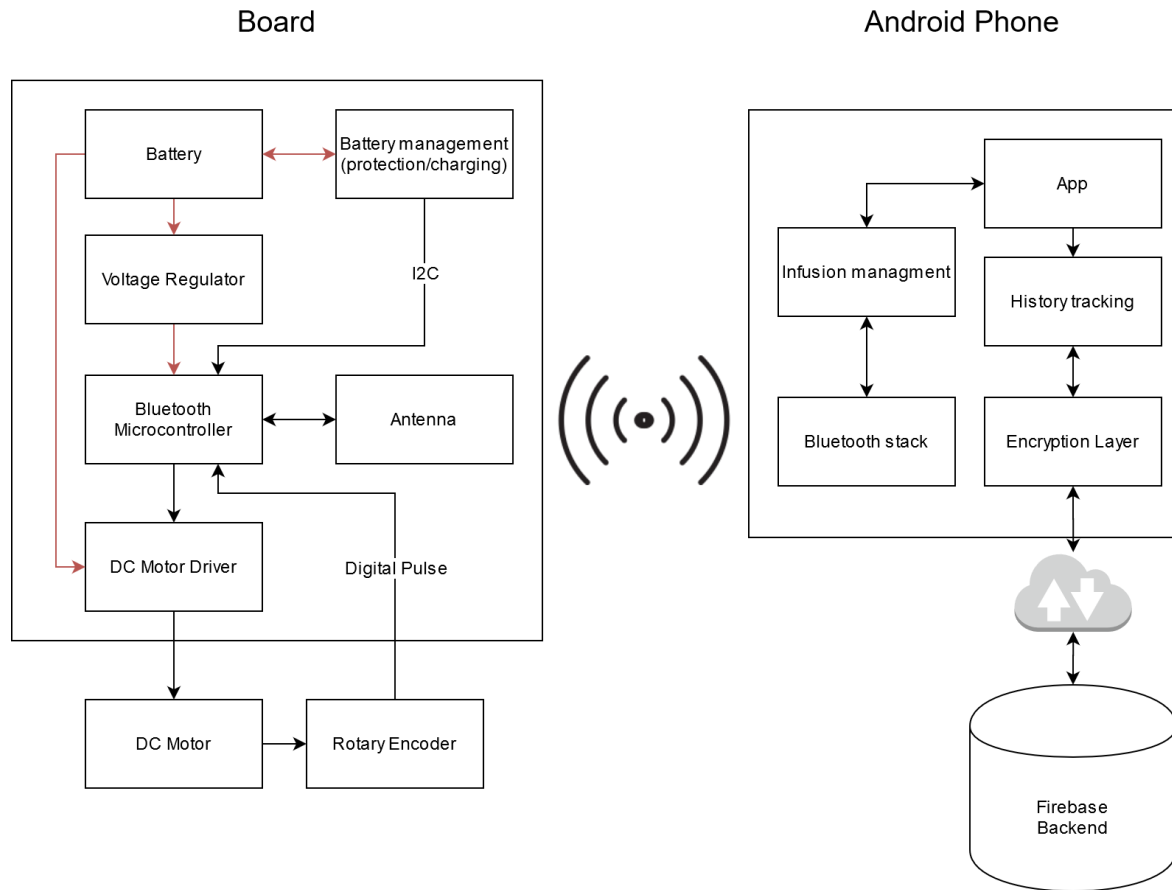 Board
Android Phone
Battery
Battery management
(protection/charging)
Voltage Regulator
I2C
Bluetooth
Microcontroller
Antenna
DC Motor Driver
Digital Pulse
DC Motor
Rotary Encoder
App
Infusion managment
History tracking
Bluetooth stack
Encryption Layer
Firebase
Backend